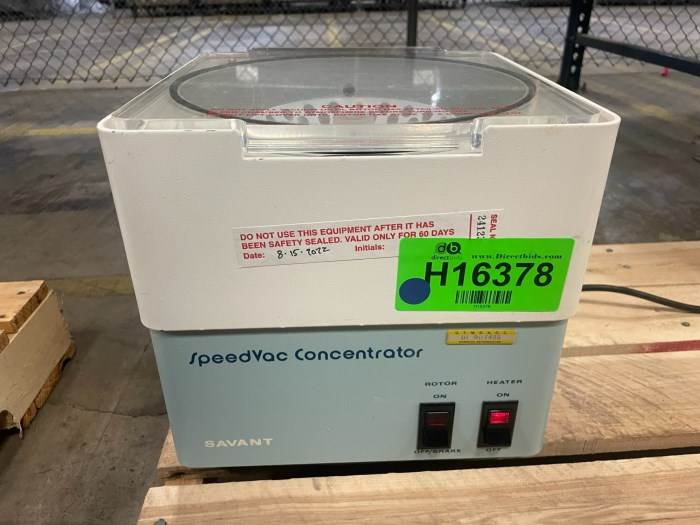 CAUTION
DO NOT USE THIS EQUIPMENT AFTER IT HAS
BEEN SAFETY SEALED. VALID ONLY FOR 60 DAYS
Date: 8-15-2022 Initials:
SEAL
db
directbids
www.Directbids.com
H16378
H16378
SpeedVac Concentrator
ROTOR HEATER
ON ON
SAVANT
OFF/BRAKE OFF